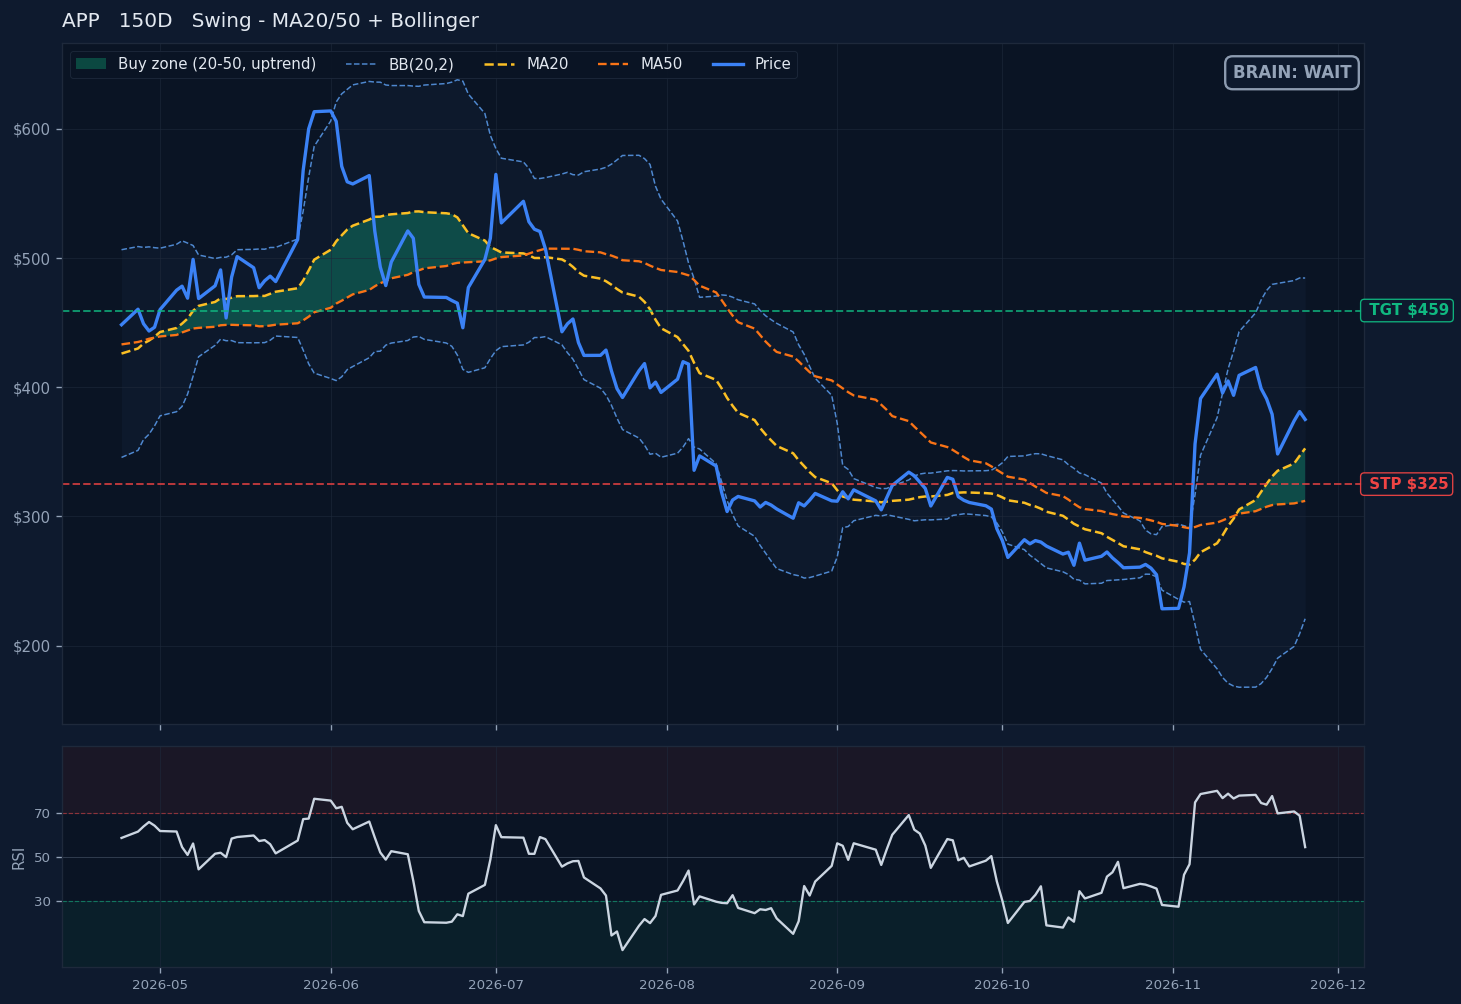 APP 150D Swing - MA20/50 + Bollinger
Buy zone (20-50, uptrend) BB(20,2) MA20 MA50 Price
BRAIN: WAIT
$600
$500
TGT $459
$400
STP $325
$300
$200
70
50
30
RSI
2026-05 2026-06 2026-07 2026-08 2026-09 2026-10 2026-11 2026-12